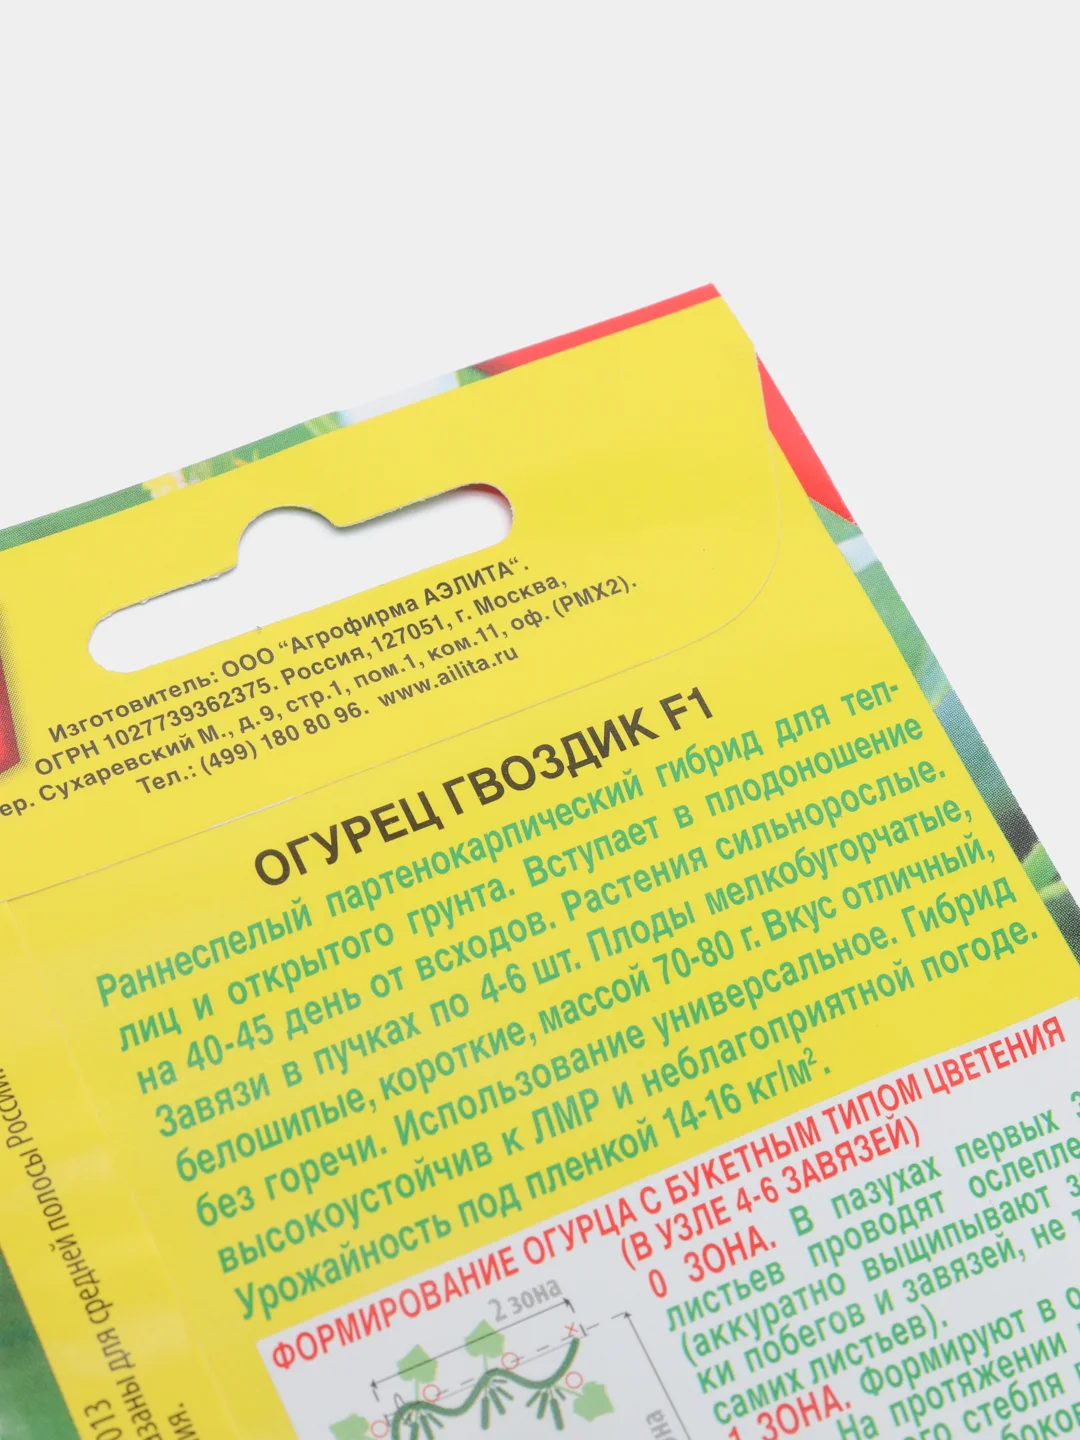 Изготовитель: ООО “Агрофирма АЭЛИТА“.
ОГРН 1027739362375. Россия,127051, г. Москва,
Сухаревский М., д.9, стр.1, пом.1, ком.11, оф. (РМХ2).
Тел.: (499) 180 80 96. www.ailita.ru
ОГУРЕЦ ГВОЗДИК F1
Раннеспелый партенокарпический гибрид для теп-
лиц и открытого грунта. Вступает в плодоношение
на 40-45 день от всходов. Растения сильнорослые.
Завязи в пучках по 4-6 шт. Плоды мелкобугорчатые,
белошипые, короткие, массой 70-80 г. Вкус отличный,
без горечи. Использование универсальное. Гибрид
высокоустойчив к ЛМР и неблагоприятной погоде.
Урожайность под пленкой 14-16 кг/м².
ФОРМИРОВАНИЕ ОГУРЦА С БУКЕТНЫМ ТИПОМ ЦВЕТЕНИЯ
(В УЗЛЕ 4-6 ЗАВЯЗЕЙ)
0 ЗОНА. В пазухах первых
листьев проводят ослепле
(аккуратно выщипывают
ки побегов и завязей, не
самих листьев).
1 ЗОНА. Формируют в
На протяжении
стебля
боков
2 зона
для средней полосы России.